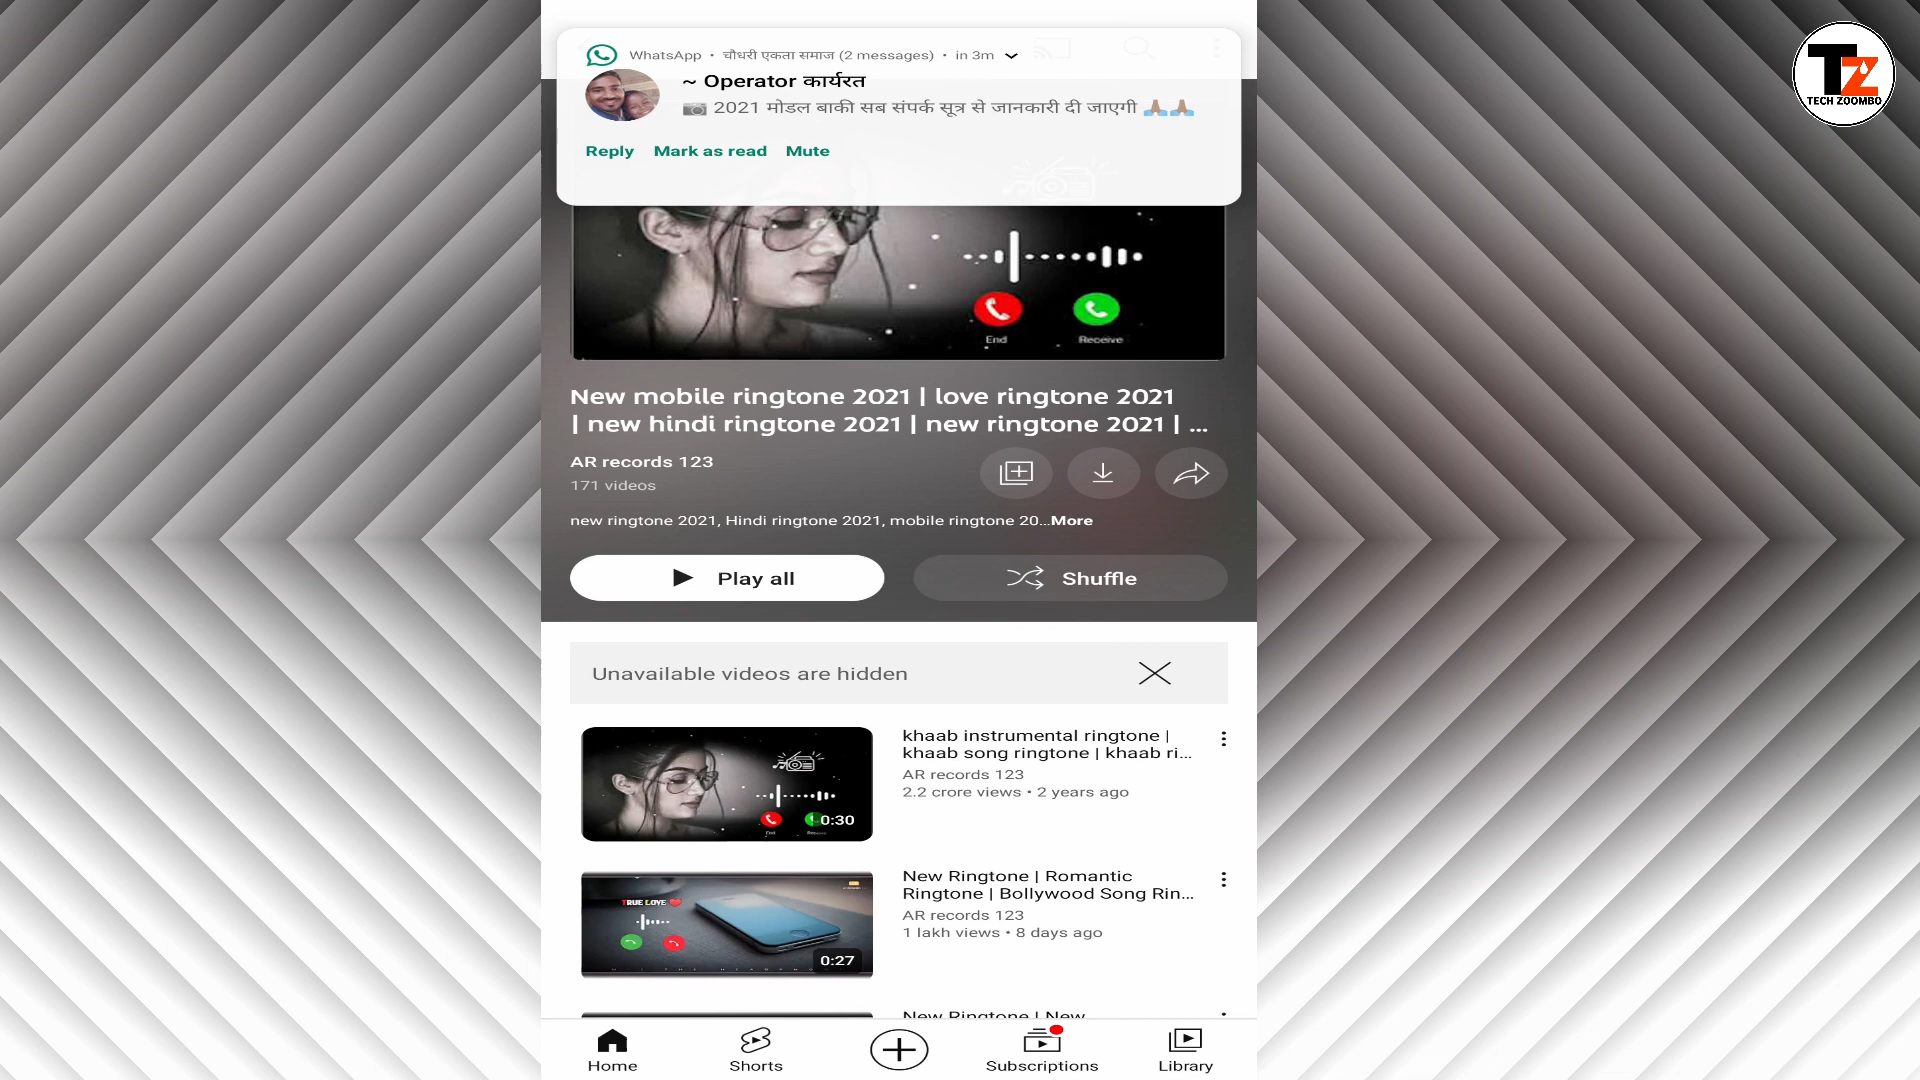 WhatsApp • चौधरी एकता समाज (2 messages) • in 3m
~ Operator कार्यरत
2021 मोडल बाकी सब संपर्क सूत्र से जानकारी दी जाएगी
Reply Mark as read Mute
TZ
TECH ZOOMBO
End Receive
New mobile ringtone 2021 | love ringtone 2021
| new hindi ringtone 2021 | new ringtone 2021 | ...
AR records 123
171 videos
new ringtone 2021, Hindi ringtone 2021, mobile ringtone 20...More
Play all Shuffle
Unavailable videos are hidden
khaab instrumental ringtone |
khaab song ringtone | khaab ri...
AR records 123
2.2 crore views • 2 years ago
0:30
New Ringtone | Romantic
Ringtone | Bollywood Song Rin...
AR records 123
1 lakh views • 8 days ago
TRUE LOVE
0:27
New Ringtone | New
Home Shorts Subscriptions Library